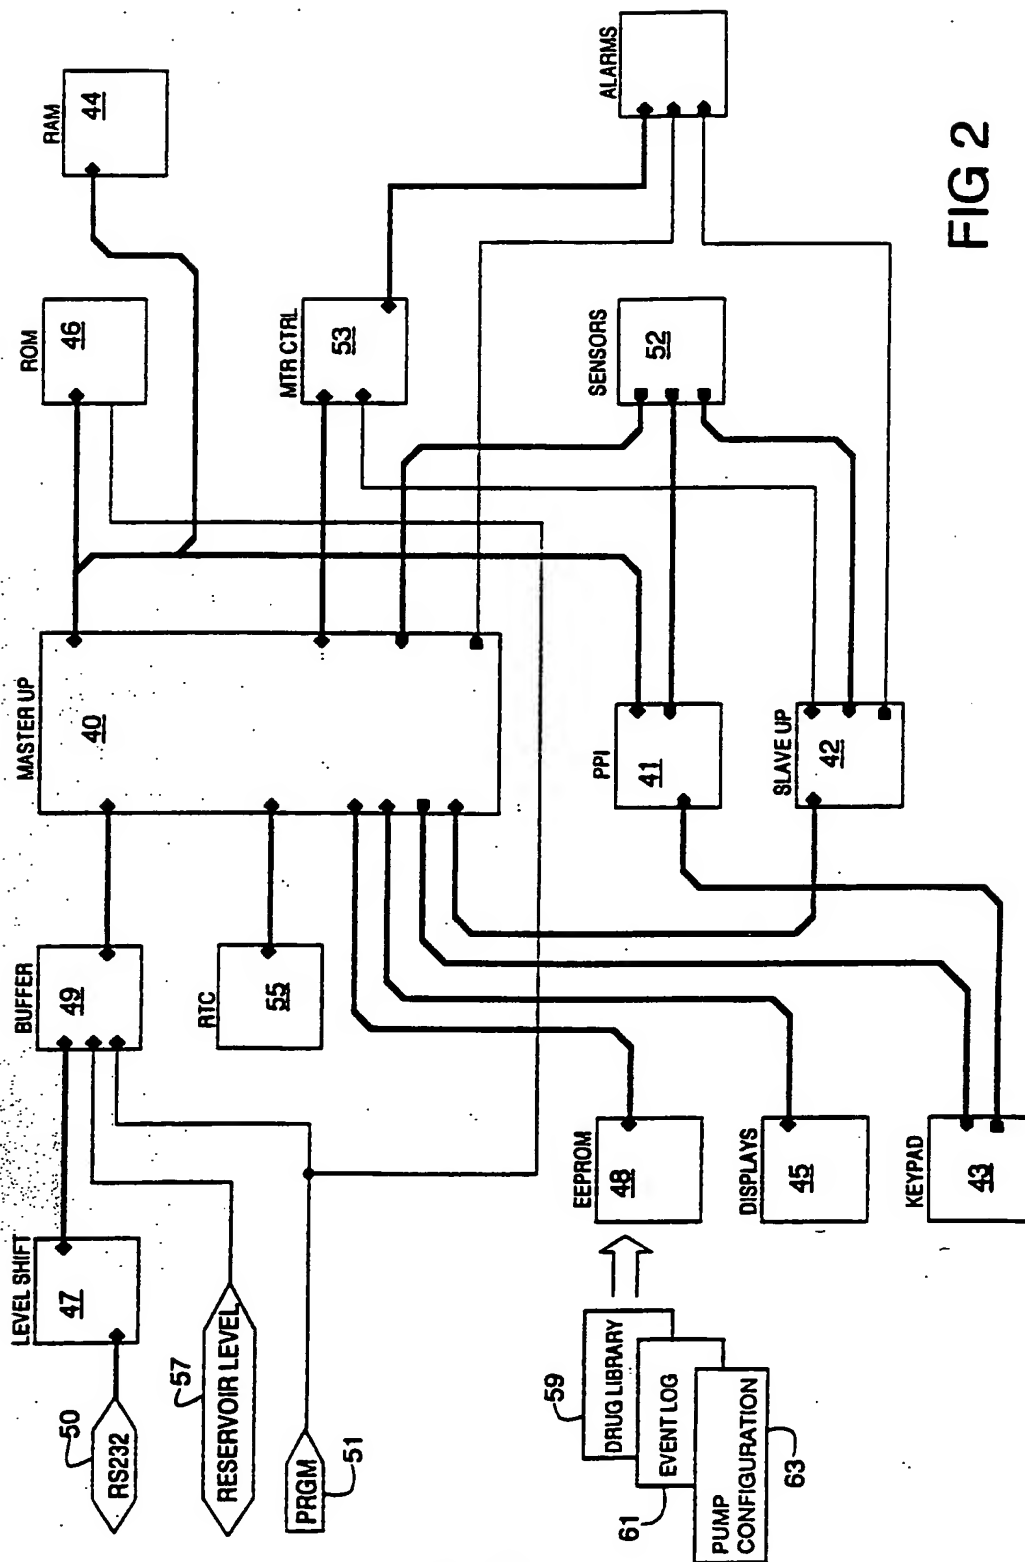 RS232
50
RESERVOIR LEVEL
57
PRGM
51
LEVEL SHIFT
47
BUFFER
49
RTC
55
MASTER UP
40
ROM
46
RAM
44
MTR CTRL
53
SENSORS
52
ALARMS
PPI
41
SLAVE UP
42
EEPROM
48
DISPLAYS
45
KEYPAD
43
DRUG LIBRARY
59
EVENT LOG
61
PUMP
CONFIGURATION
63
FIG 2